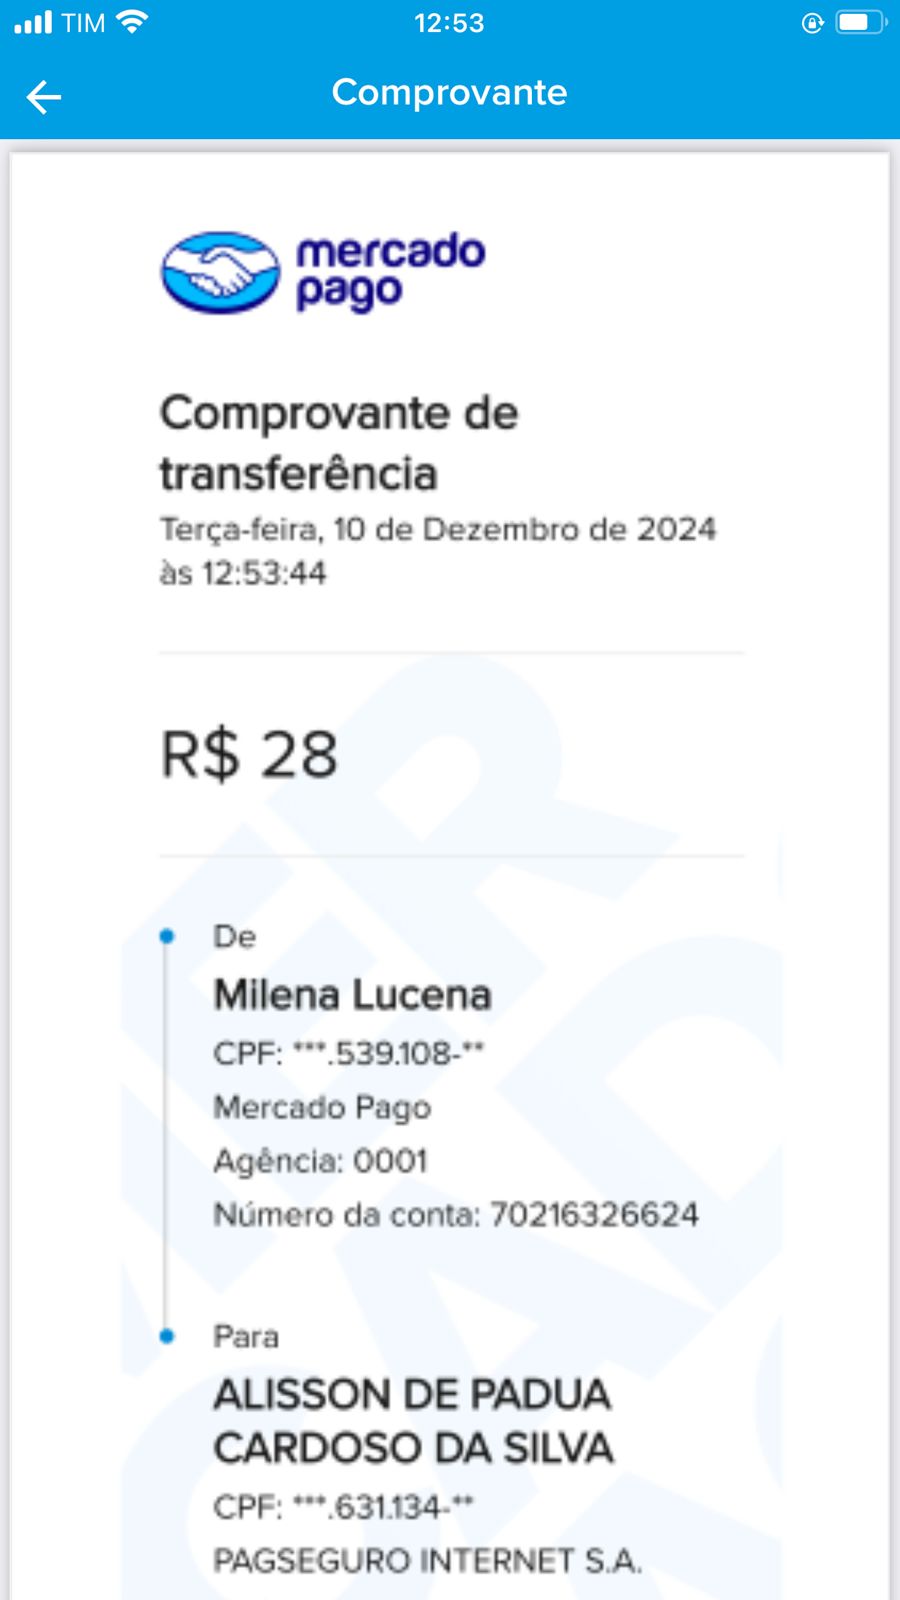 TIM 12:53
Comprovante
mercado
pago
Comprovante de
transferência
Terça-feira, 10 de Dezembro de 2024
às 12:53:44
R$ 28
De
Milena Lucena
CPF: ***.539.108-**
Mercado Pago
Agência: 0001
Número da conta: 70216326624
Para
ALISSON DE PADUA
CARDOSO DA SILVA
CPF: ***.631.134-**
PAGSEGURO INTERNET S.A.